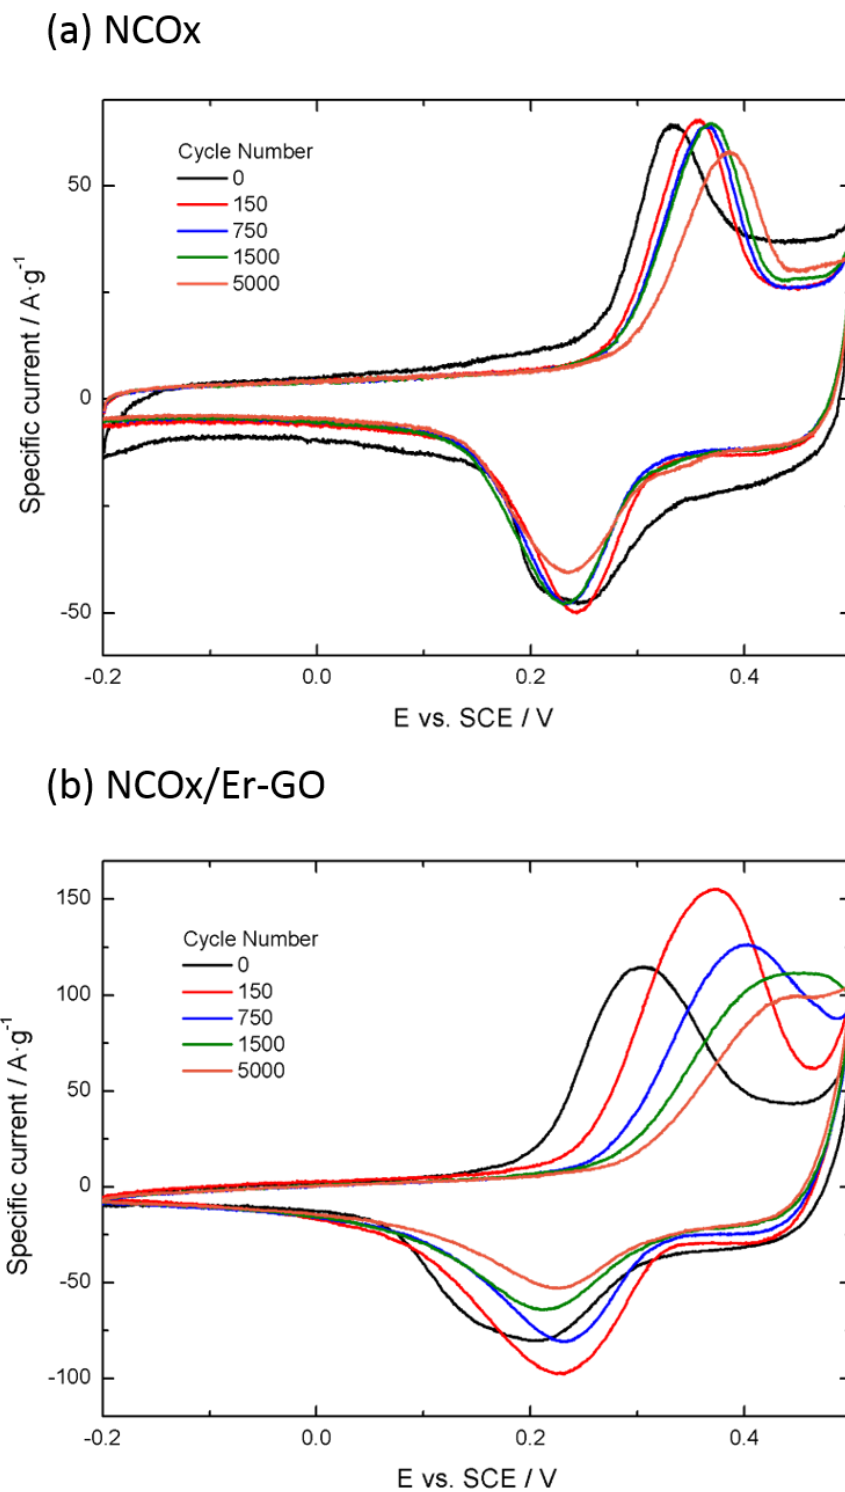 (a) NCOx
Cycle Number
0
150
750
1500
5000
50
0
-50
Specific current / A·g⁻¹
-0.2 0.0 0.2 0.4
E vs. SCE / V
(b) NCOx/Er-GO
Cycle Number
0
150
750
1500
5000
150
100
50
0
-50
-100
Specific current / A·g⁻¹
-0.2 0.0 0.2 0.4
E vs. SCE / V